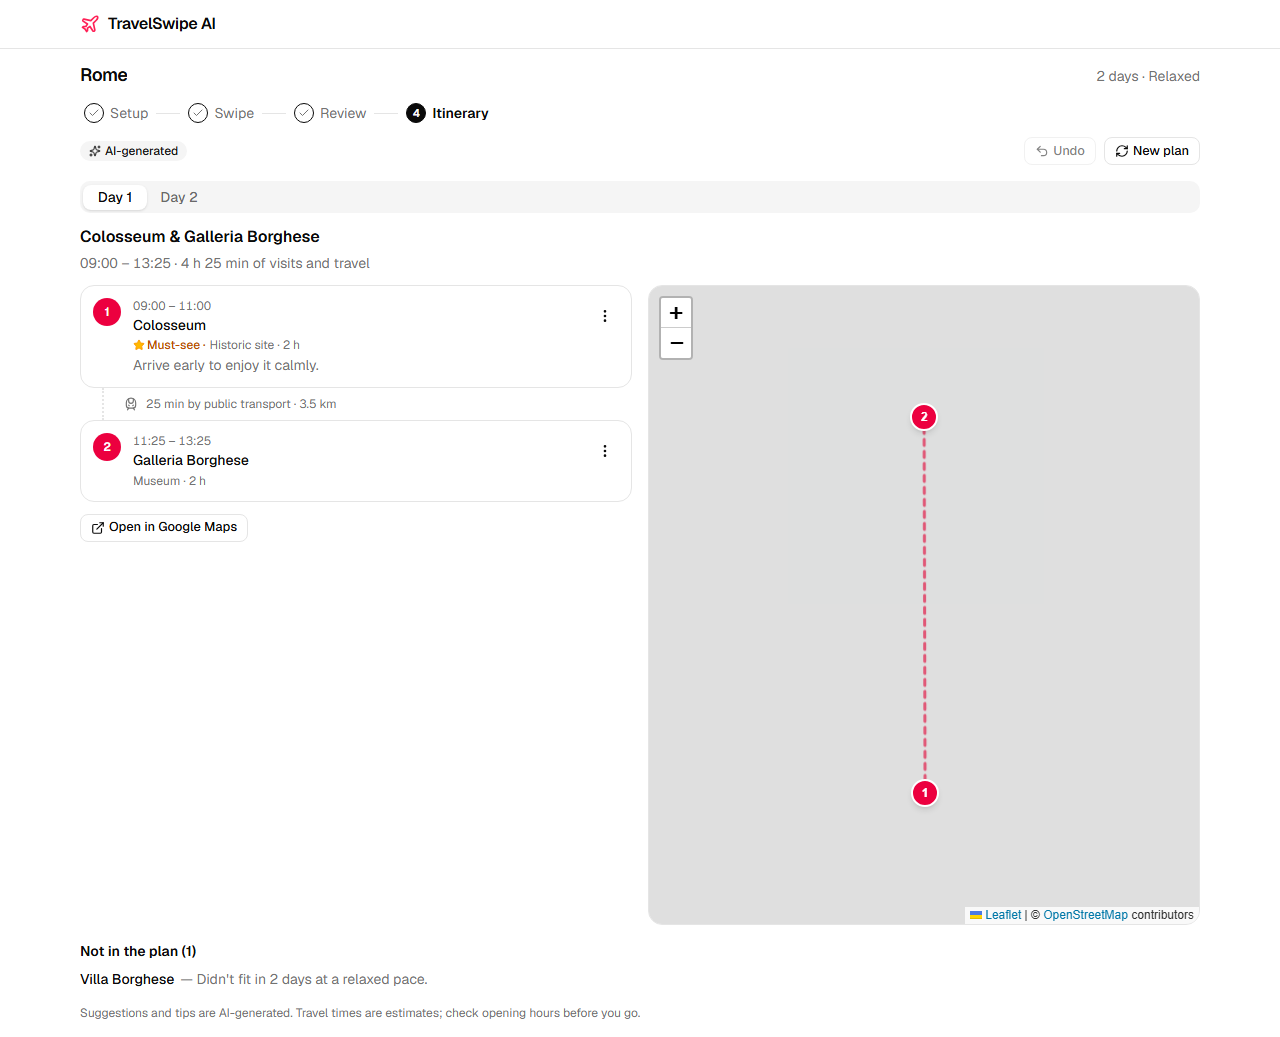 TravelSwipe AI
Rome
2 days · Relaxed
Setup
Swipe
Review
4 Itinerary
AI-generated
Undo
New plan
Day 1
Day 2
Colosseum & Galleria Borghese
09:00 – 13:25 · 4 h 25 min of visits and travel
1
09:00 – 11:00
Colosseum
Must-see · Historic site · 2 h
Arrive early to enjoy it calmly.
25 min by public transport · 3.5 km
2
11:25 – 13:25
Galleria Borghese
Museum · 2 h
Open in Google Maps
+
−
2
1
Leaflet | © OpenStreetMap contributors
Not in the plan (1)
Villa Borghese — Didn't fit in 2 days at a relaxed pace.
Suggestions and tips are AI-generated. Travel times are estimates; check opening hours before you go.